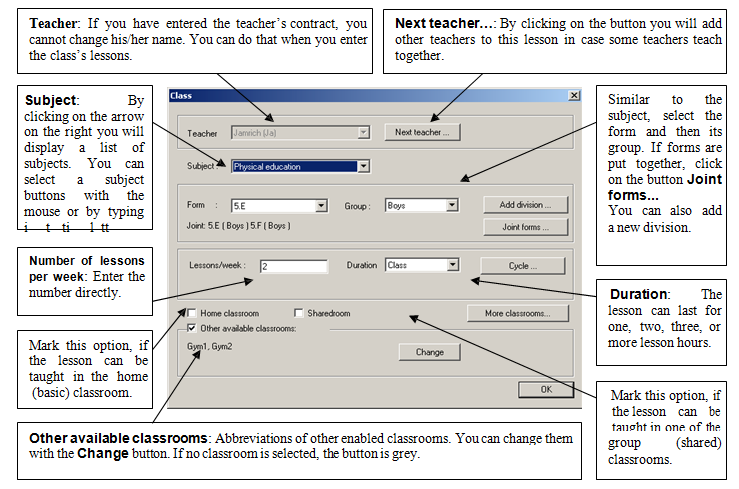 Teacher: If you have entered the teacher's contract, you
cannot change his/her name. You can do that when you enter
the class's lessons.
Next teacher...: By clicking on the button you will add
other teachers to this lesson in case some teachers teach
together.
Subject: By
clicking on the arrow
on the right you will
display a list of
subjects. You can
select a subject
buttons with the
mouse or by typing
Class
Teacher
Jamrich (Ja)
Next teacher ...
Subject:
Physical education
Form :
5.E
Group :
Boys
Add division ...
Joint: 5.E ( Boys ) 5.F ( Boys )
Joint forms ...
Lessons/week :
2
Duration
Class
Cycle ...
Home classroom
Sharedroom
More classrooms...
Other available classrooms:
Gym1, Gym2
Change
OK
Similar to the
subject, select the
form and then its
group. If forms are
put together, click
on the button Joint
forms...
You can also add
a new division.
Number of lessons
per week: Enter the
number directly.
Duration: The
lesson can last for
one, two, three, or
more lesson hours.
Mark this option, if
the lesson can be
taught in the home
(basic) classroom.
Mark this option, if
the lesson can be
taught in one of the
group (shared)
classrooms.
Other available classrooms: Abbreviations of other enabled classrooms. You can change them
with the Change button. If no classroom is selected, the button is grey.